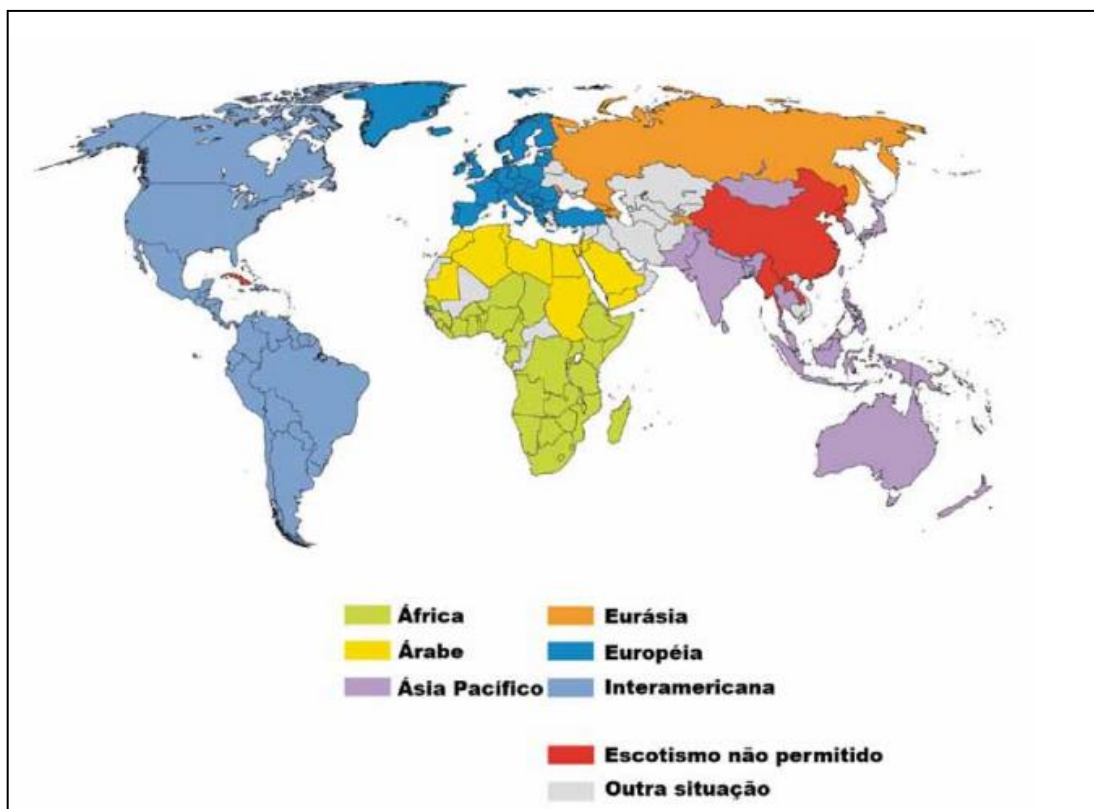 África
Árabe
Ásia Pacífico
Eurásia
Européia
Interamericana
Escotismo não permitido
Outra situação